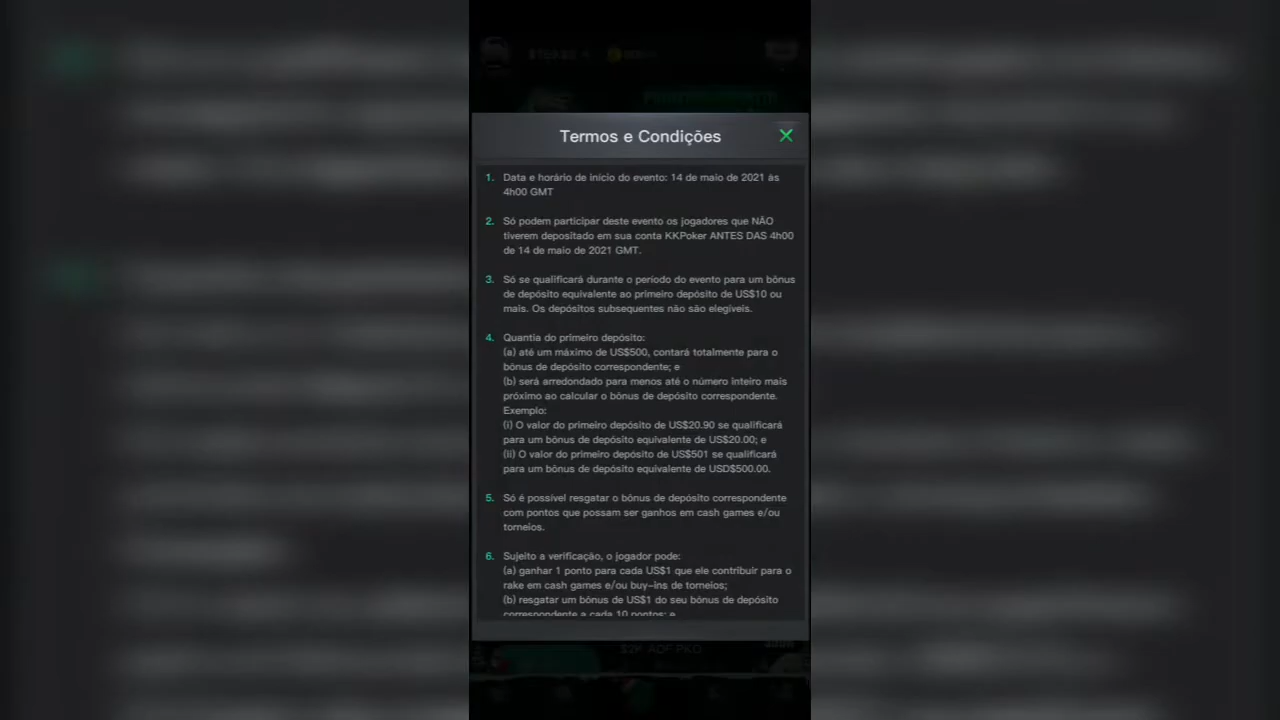 Termos e Condições
1. Data e horário de início do evento: 14 de maio de 2021 às
4h00 GMT
2. Só podem participar deste evento os jogadores que NÃO
tiverem depositado em sua conta KKPoker ANTES DAS 4h00
de 14 de maio de 2021 GMT.
3. Só se qualificará durante o período do evento para um bônus
de depósito equivalente ao primeiro depósito de US$10 ou
mais. Os depósitos subsequentes não são elegíveis.
4. Quantia do primeiro depósito:
(a) até um máximo de US$500, contará totalmente para o
bônus de depósito correspondente; e
(b) será arredondado para menos até o número inteiro mais
próximo ao calcular o bônus de depósito correspondente.
Exemplo:
(i) O valor do primeiro depósito de US$20.90 se qualificará
para um bônus de depósito equivalente de US$20.00; e
(ii) O valor do primeiro depósito de US$501 se qualificará
para um bônus de depósito equivalente de USD$500.00.
5. Só é possível resgatar o bônus de depósito correspondente
com pontos que possam ser ganhos em cash games e/ou
torneios.
6. Sujeito a verificação, o jogador pode:
(a) ganhar 1 ponto para cada US$1 que ele contribuir para o
rake em cash games e/ou buy-ins de torneios;
(b) resgatar um bônus de US$1 do seu bônus de depósito
correspondente a cada 10 pontos; e